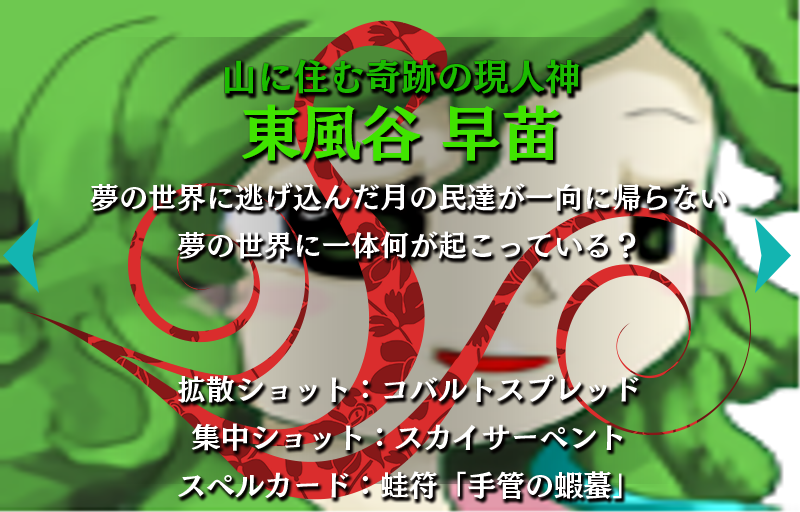 山に住む奇跡の現人神
東風谷 早苗
夢の世界に逃げ込んだ月の民達が一向に帰らない
夢の世界に一体何が起こっている？
拡散ショット：コバルトスプレッド
集中ショット：スカイサーペント
スペルカード：蛙符「手管の蝦蟇」